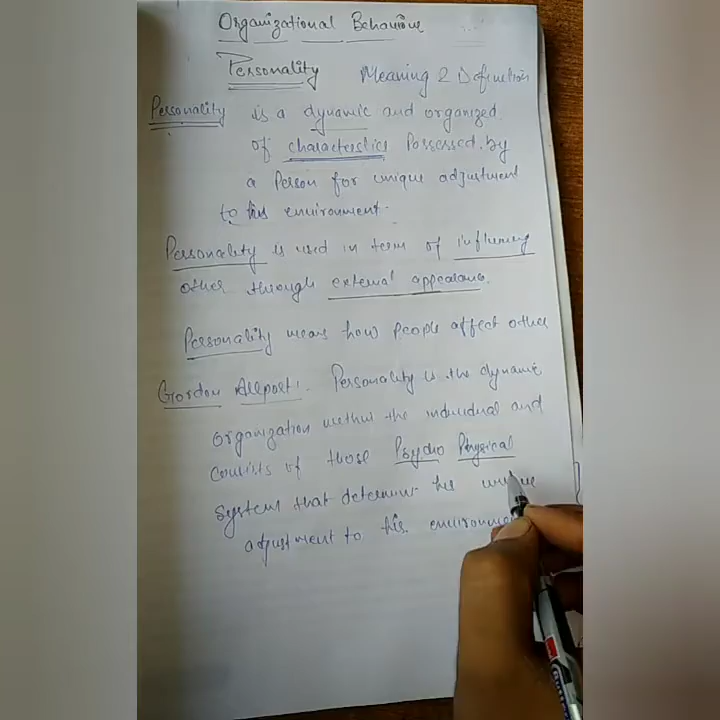 Organizational Behaviour
Personality Meaning & Definition
Personality is a dynamic and organized
of characteristics Possessed by
a Person for unique adjustment
to his environment.
Personality is used in term of influening
other through external appearance.
Personality means how people affect other
Gordon Allport: Personality is the dynamic
organization within the individual and
consists of those Psycho Physical
System that determine his unique
adjustment to his environment